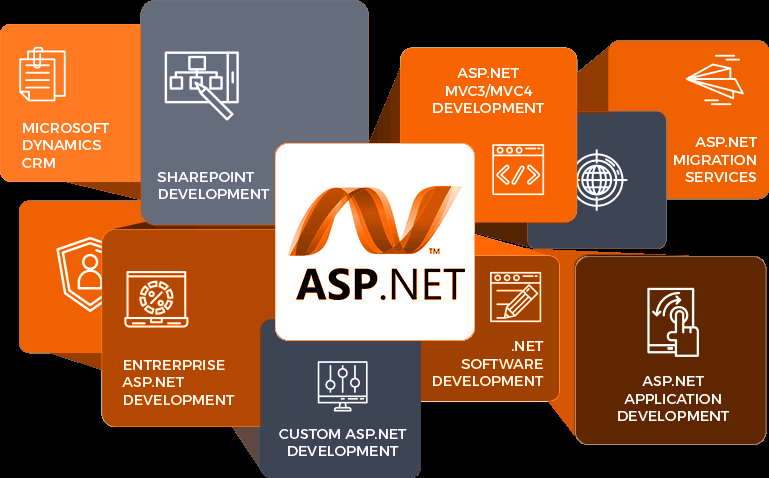 MICROSOFT
DYNAMICS
CRM
SHAREPOINT
DEVELOPMENT
ASP.NET
MVC3/MVC4
DEVELOPMENT
</>
ASP.NET
MIGRATION
SERVICES
™
ASP.NET
ENTRERPRISE
ASP.NET
DEVELOPMENT
CUSTOM ASP.NET
DEVELOPMENT
.NET
SOFTWARE
DEVELOPMENT
ASP.NET
APPLICATION
DEVELOPMENT